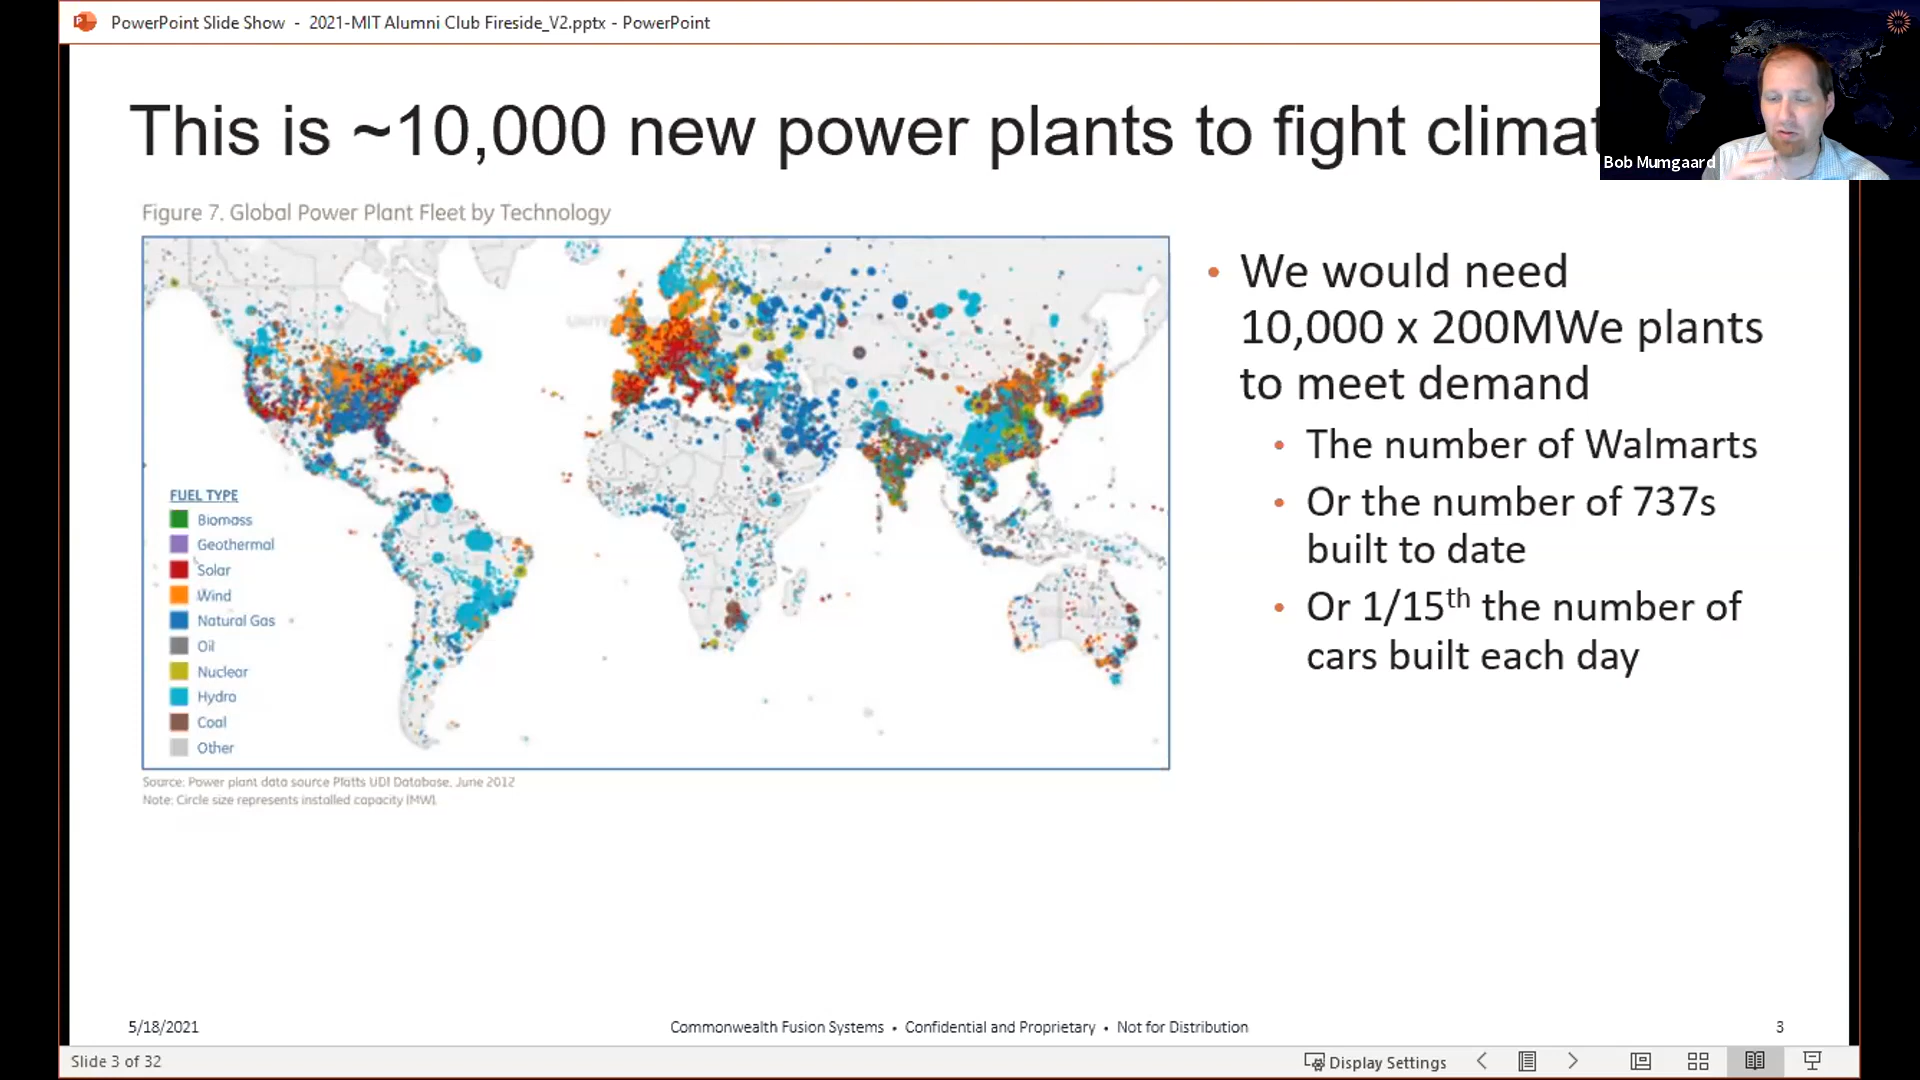 PowerPoint Slide Show - 2021-MIT Alumni Club Fireside_V2.pptx - PowerPoint
Bob Mumgaard
This is ~10,000 new power plants to fight climat
Figure 7. Global Power Plant Fleet by Technology
FUEL TYPE
Biomass
Geothermal
Solar
Wind
Natural Gas
Oil
Nuclear
Hydro
Coal
Other
Source: Power plant data source Platts UDI Database, June 2012
Note: Circle size represents installed capacity (MW).
• We would need
10,000 x 200MWe plants
to meet demand
• The number of Walmarts
• Or the number of 737s
built to date
• Or 1/15th the number of
cars built each day
5/18/2021
Commonwealth Fusion Systems • Confidential and Proprietary • Not for Distribution
3
Slide 3 of 32
Display Settings